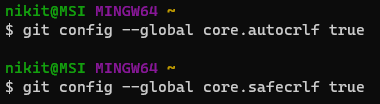 nikit@MSI MINGW64 ~
$ git config --global core.autocrlf true
nikit@MSI MINGW64 ~
$ git config --global core.safecrlf true